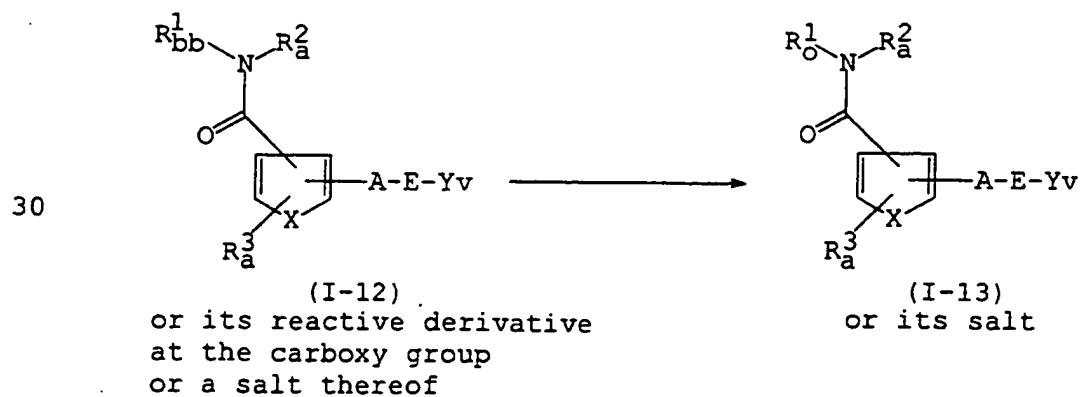 R¹bb N R²a R¹o N R²a
O O
30 A-E-Yv A-E-Yv
X X
R³a R³a
(I-12) (I-13)
or its reactive derivative or its salt
at the carboxy group
or a salt thereof